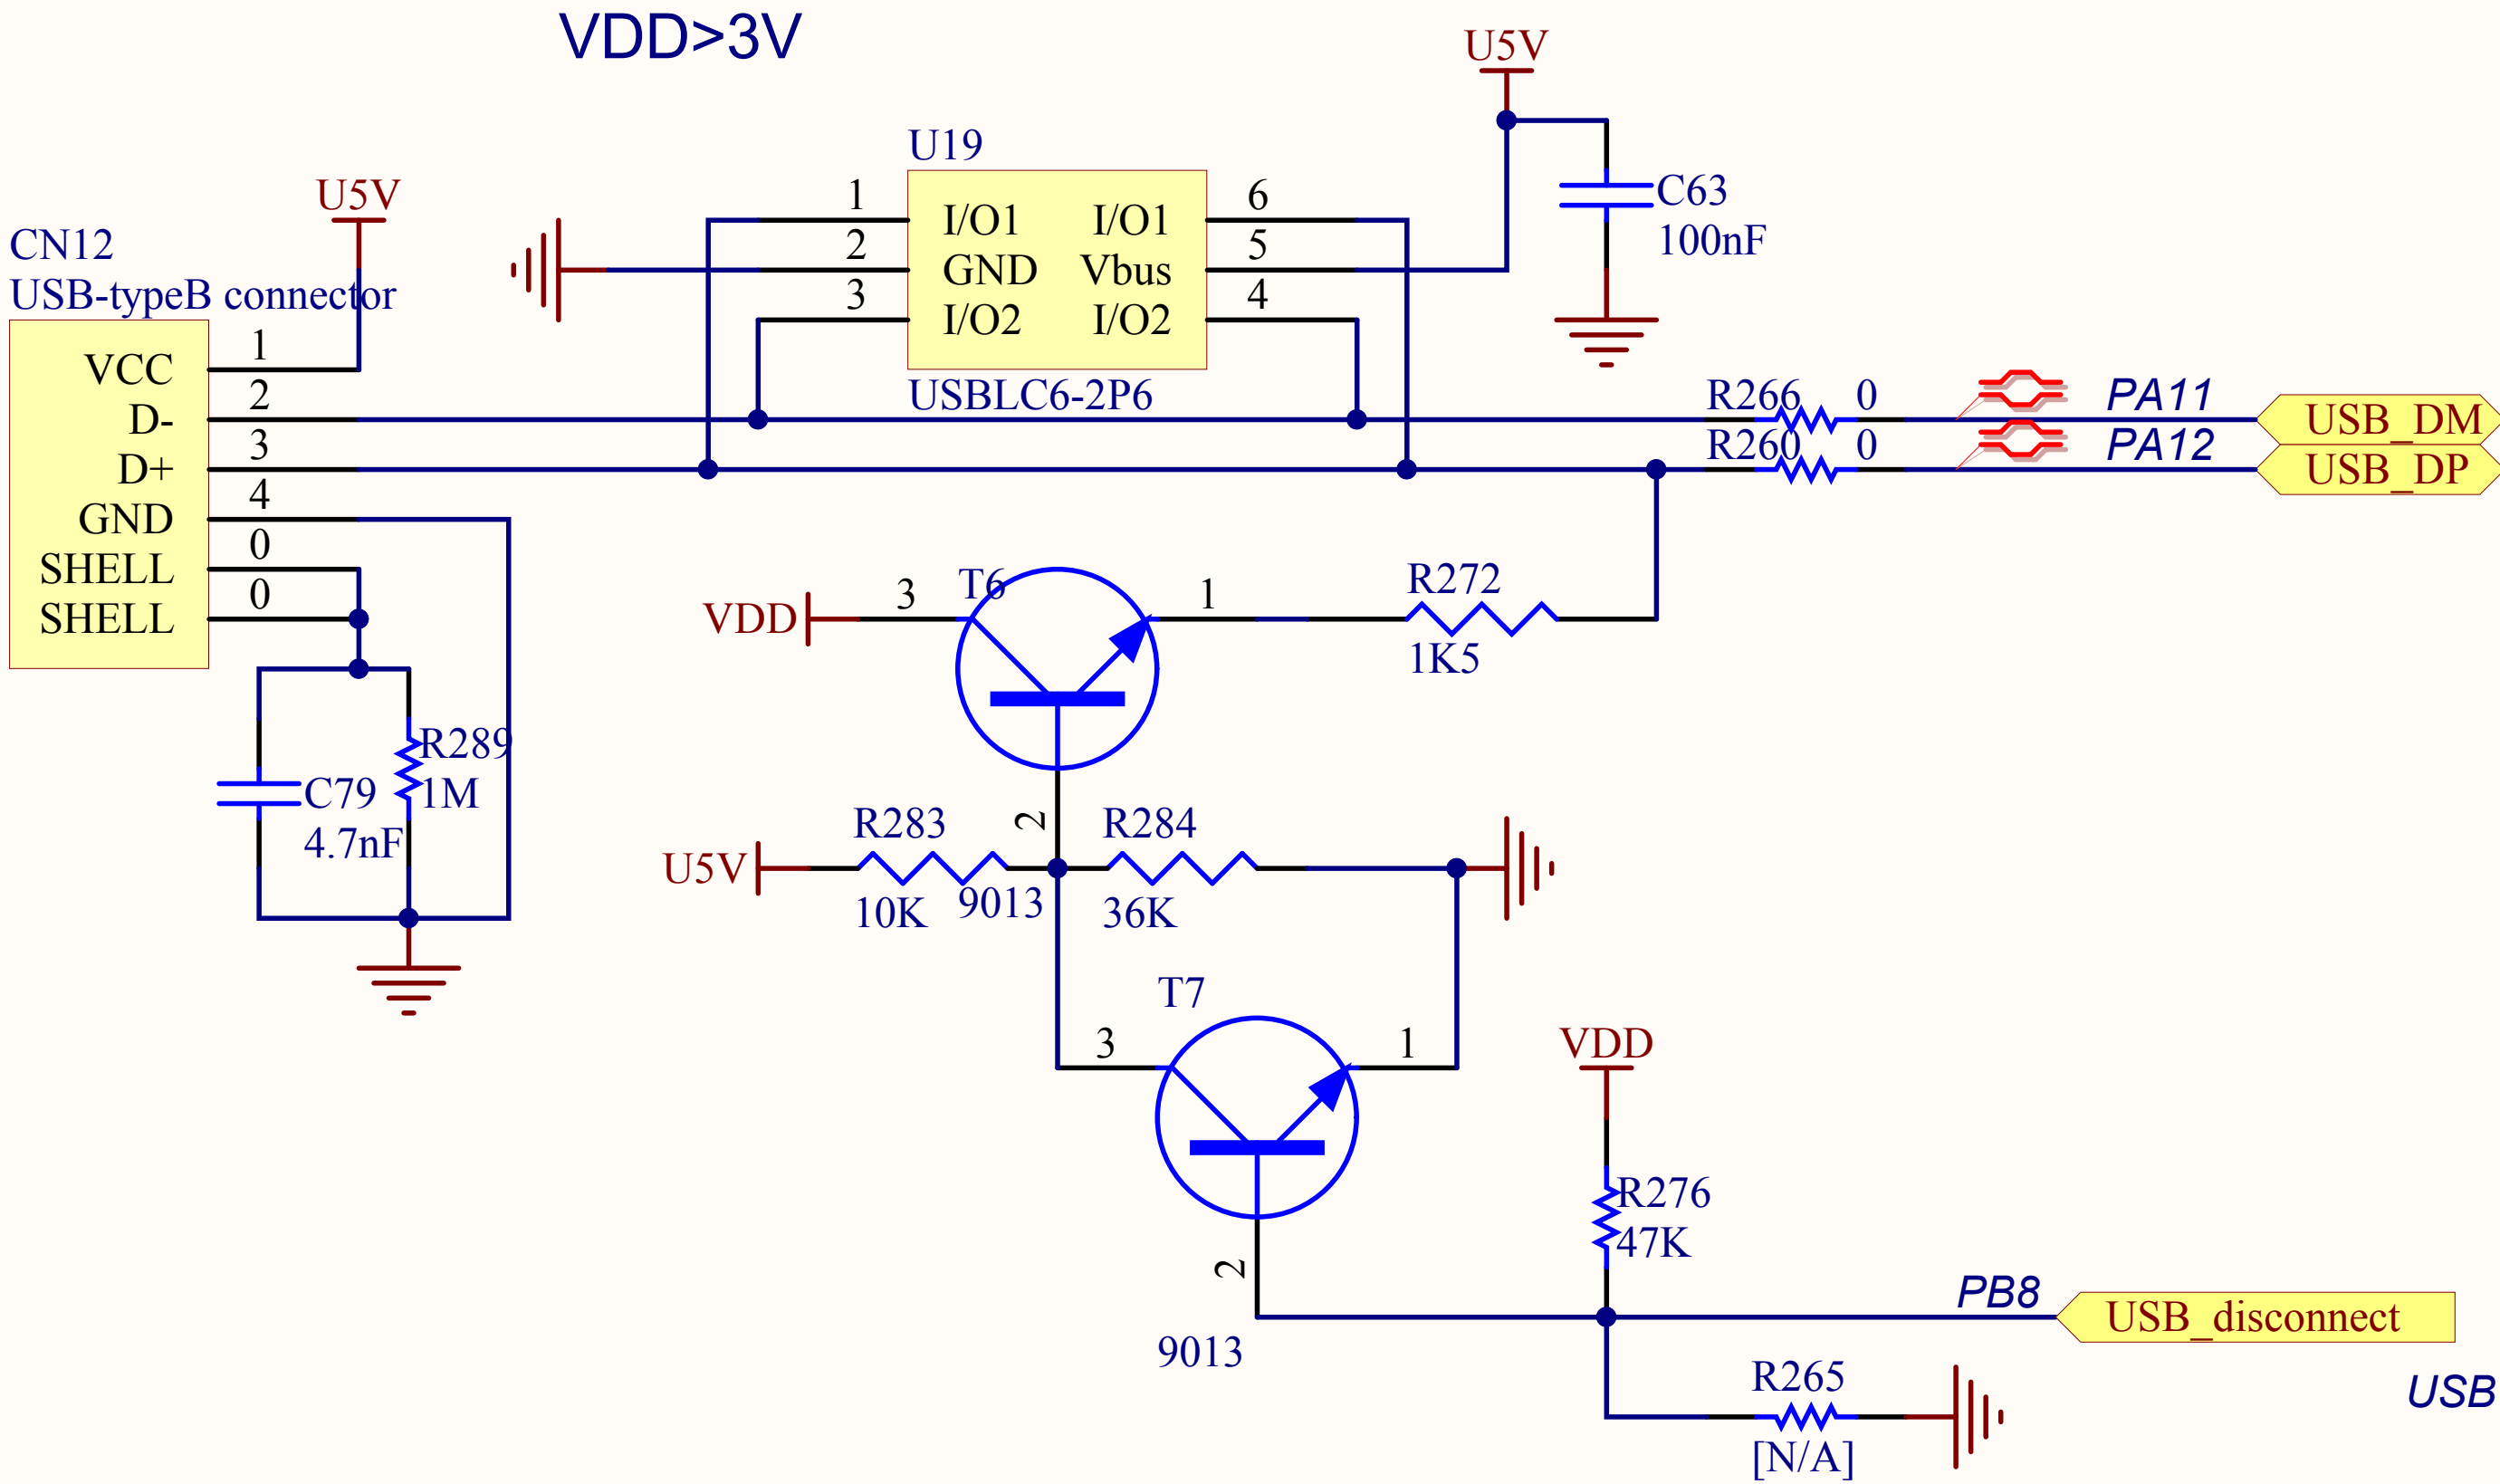 VDD>3V
U5V
U19
1 I/O1 I/O1 6
2 GND Vbus 5
3 I/O2 I/O2 4
USBLC6-2P6
C63
100nF
U5V
CN12
USB-typeB connector
VCC 1
D- 2
D+ 3
GND 4
SHELL 0
SHELL 0
R266 0 PA11 USB_DM
R260 0 PA12 USB_DP
VDD 3 T6 1 R272
1K5
2
R289
1M
C79
4.7nF
U5V R283 R284
10K 9013 36K
T7
3 1
2
9013
VDD
R276
47K
PB8 USB_disconnect
R265
[N/A]
USB